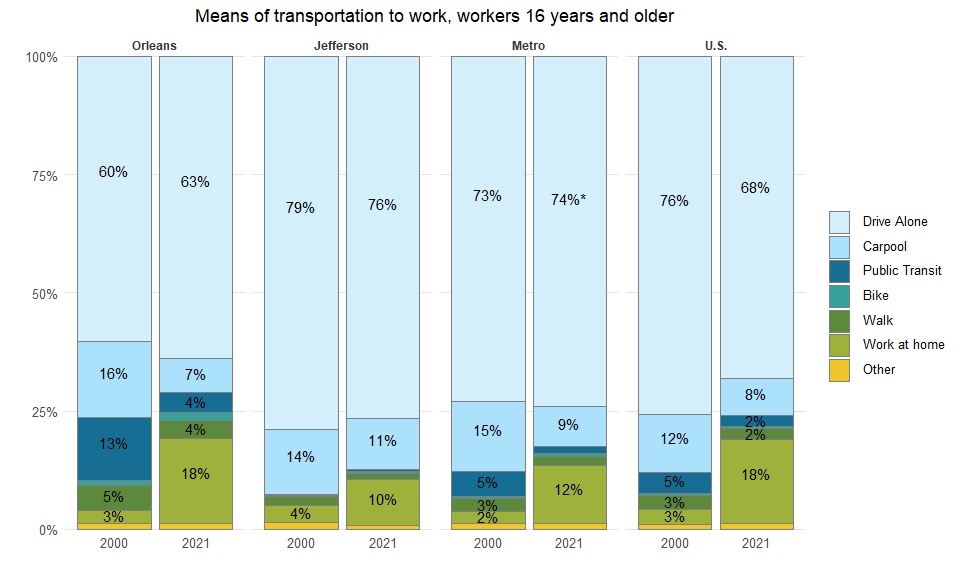 Means of transportation to work, workers 16 years and older
Orleans Jefferson Metro U.S.
100%
75%
50%
25%
0%
60% 63% 79% 76% 73% 74%* 76% 68%
16% 7% 14% 11% 15% 9% 12% 8%
13% 4% 5% 5% 2%
5% 4% 3% 3% 2%
3% 18% 4% 10% 2% 12% 3% 18%
2000 2021 2000 2021 2000 2021 2000 2021
Drive Alone
Carpool
Public Transit
Bike
Walk
Work at home
Other